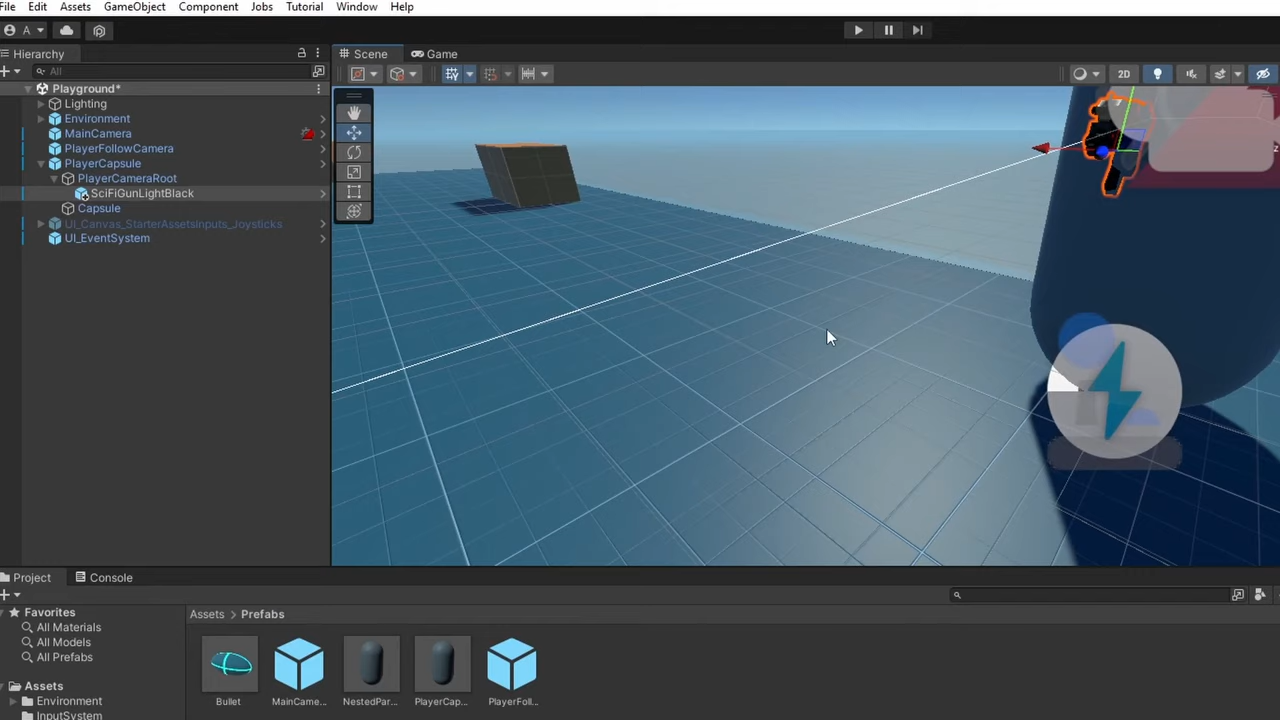 File Edit Assets GameObject Component Jobs Tutorial Window Help
A
Hierarchy
Scene
Game
All
2D
Playground*
Lighting
Environment
MainCamera
PlayerFollowCamera
PlayerCapsule
PlayerCameraRoot
SciFiGunLightBlack
Capsule
UI_Canvas_StarterAssetsInputs_Joysticks
UI_EventSystem
Project
Console
Favorites
All Materials
All Models
All Prefabs
Assets
Environment
InputSystem
Assets > Prefabs
Bullet
MainCame...
NestedPar...
PlayerCap...
PlayerFoll...